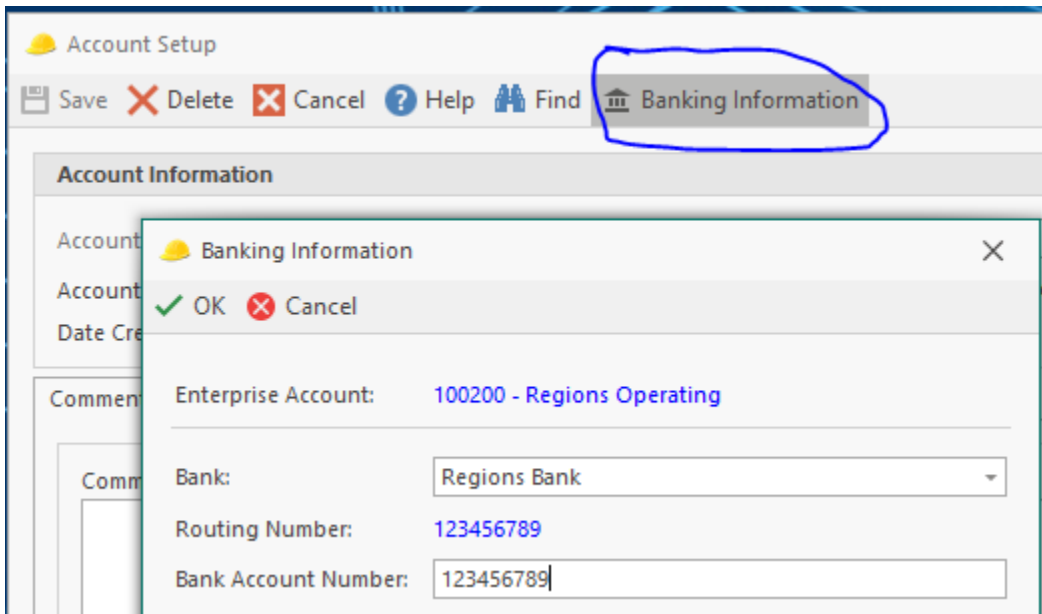 Account Setup
Save Delete Cancel Help Find Banking Information
Account Information
Account
Banking Information
Account
OK Cancel
Date Cre
Enterprise Account: 100200 - Regions Operating
Commen
Bank: Regions Bank
Comm
Routing Number: 123456789
Bank Account Number: 123456789